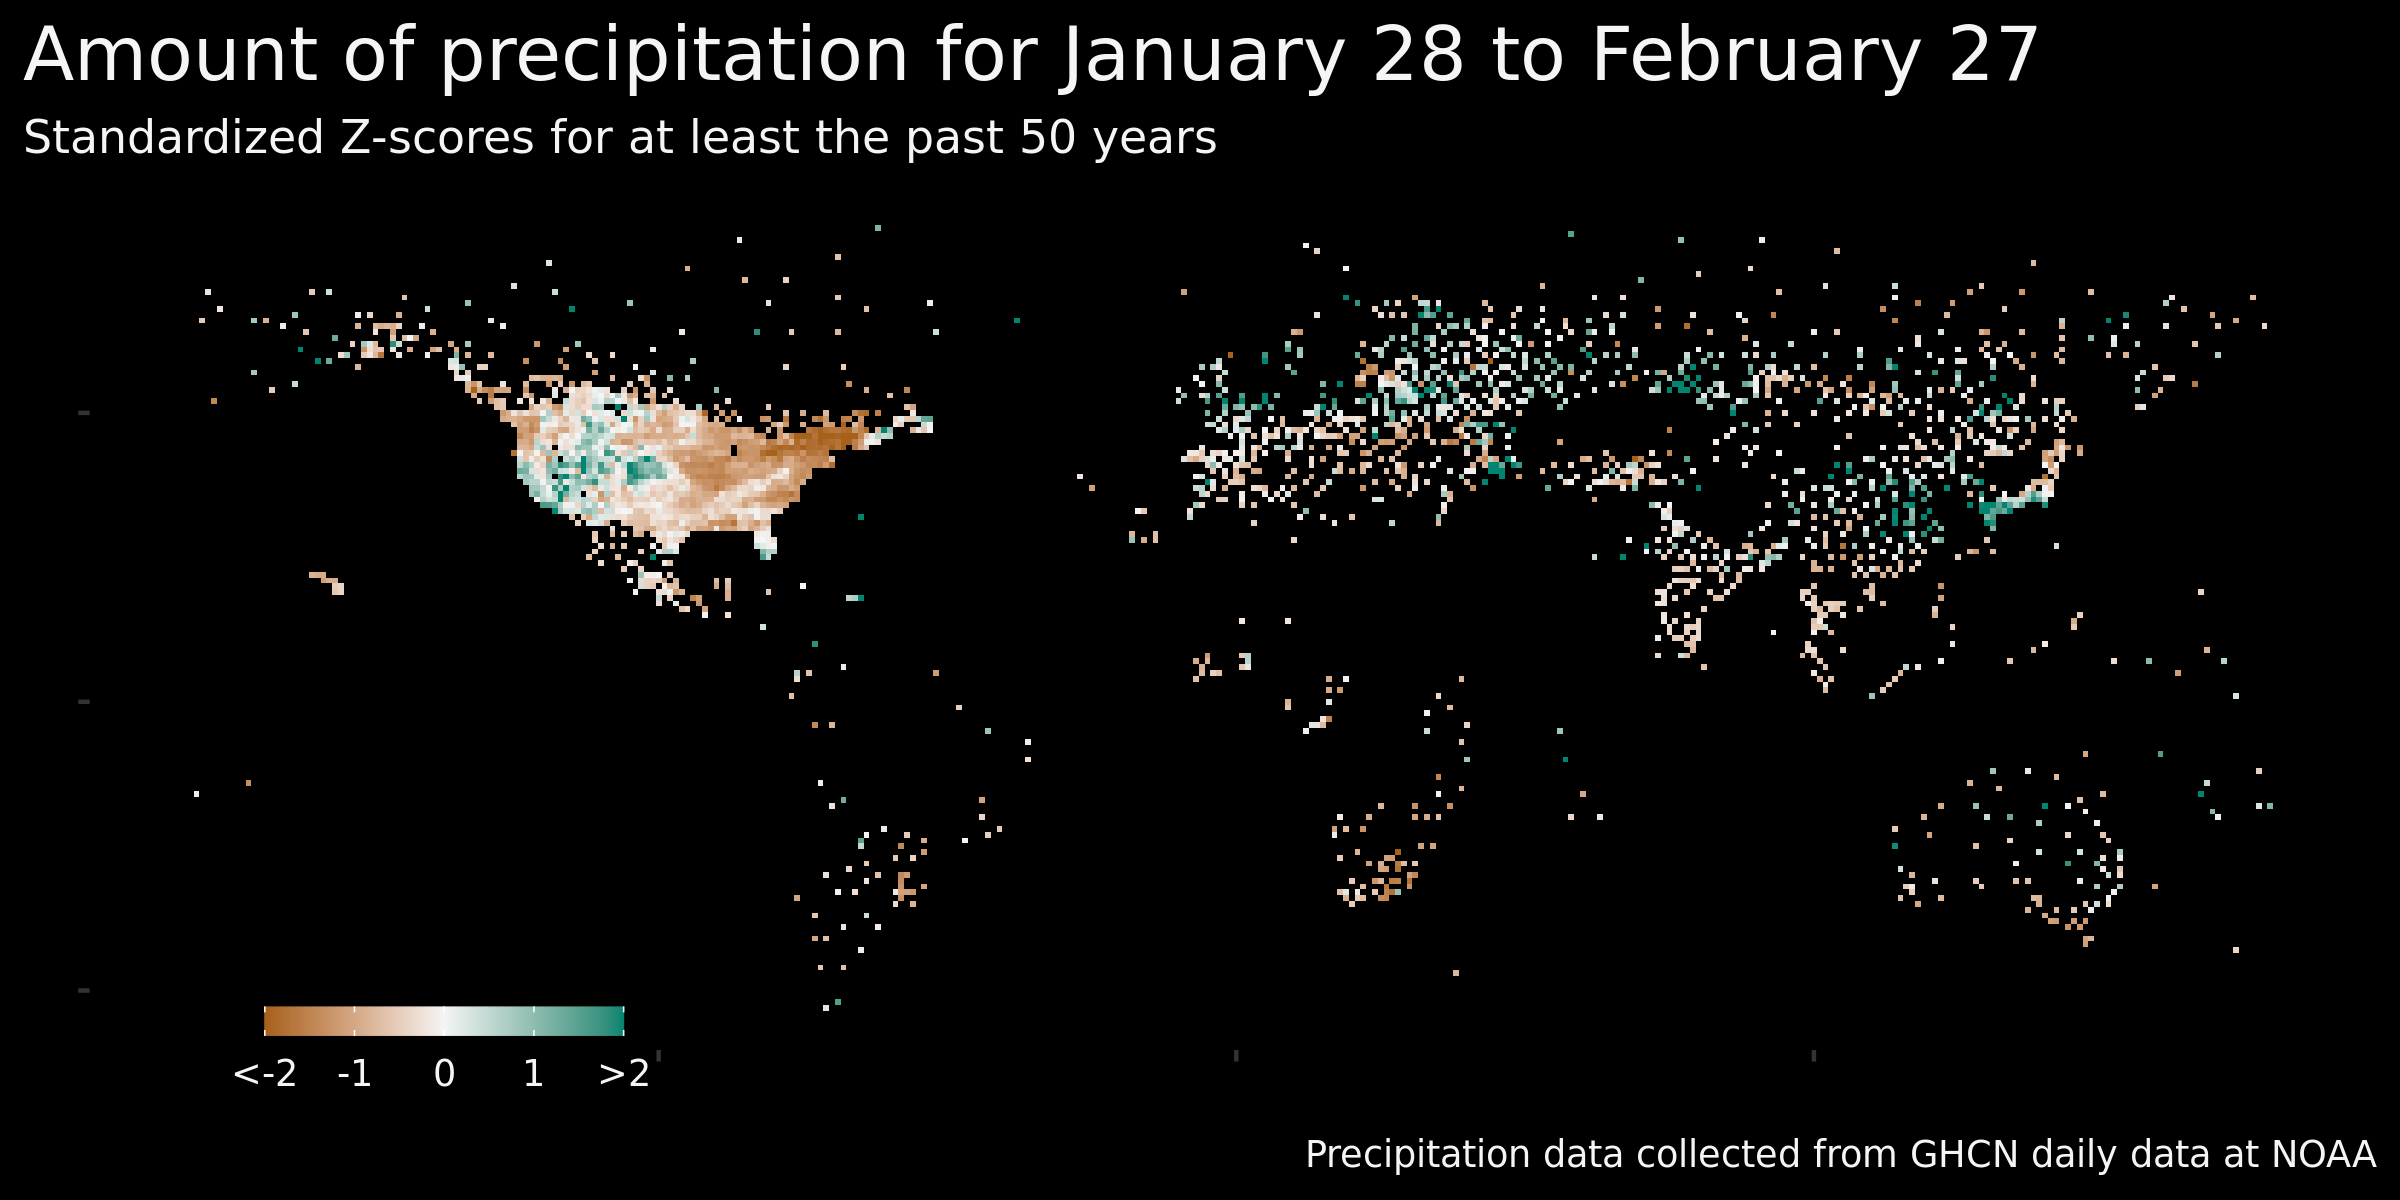 Amount of precipitation for January 28 to February 27
Standardized Z-scores for at least the past 50 years
<-2 -1 0 1 >2
Precipitation data collected from GHCN daily data at NOAA